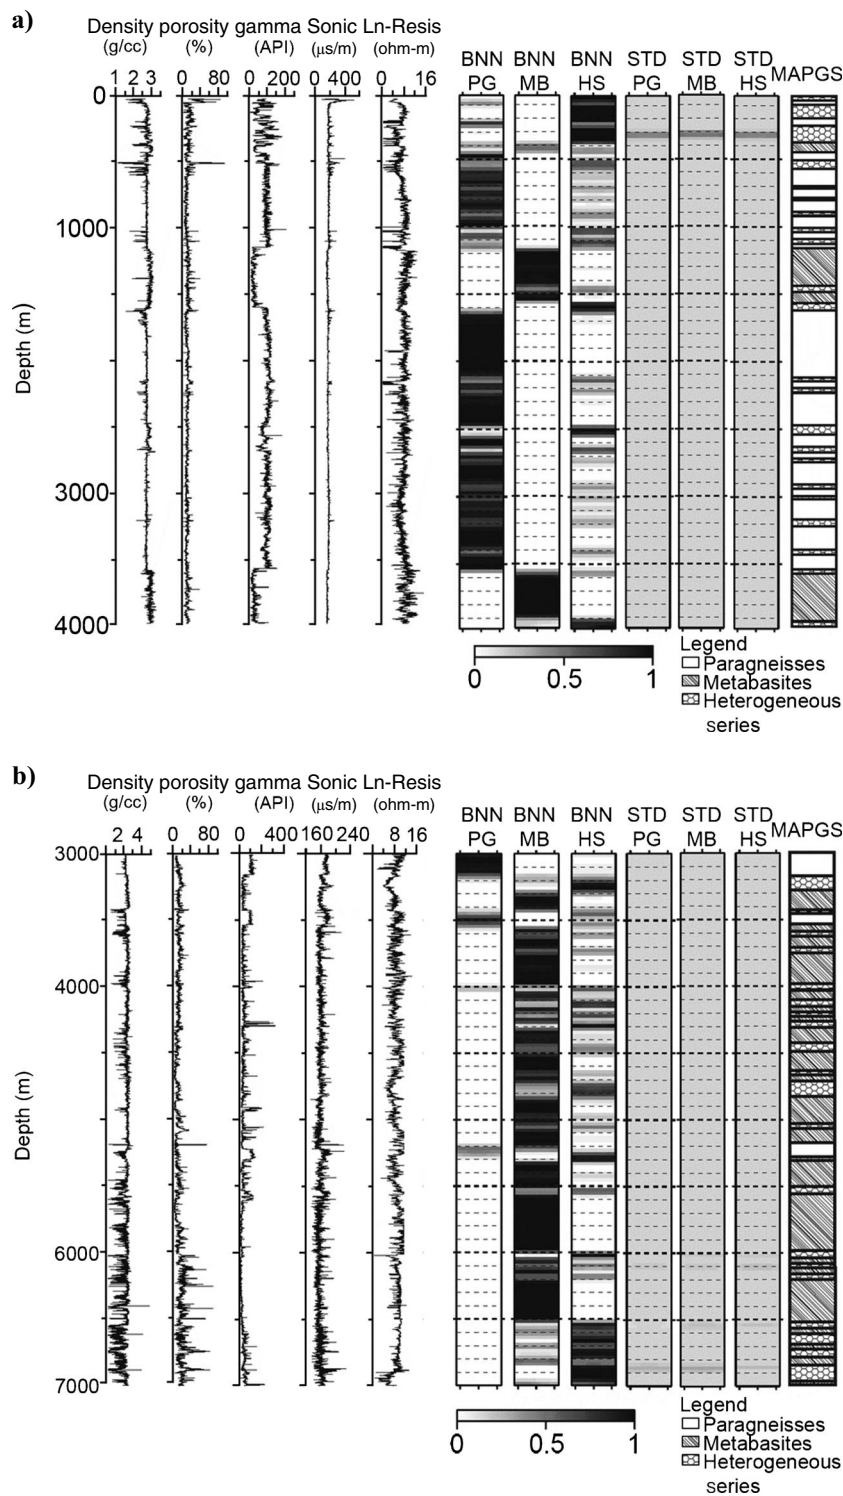 a)
Density porosity gamma Sonic Ln-Resis
(g/cc) (%) (API) (μs/m) (ohm-m)
1 2 3 0 80 0 200 0 400 0 16
BNN BNN BNN STD STD STD
PG MB HS PG MB HS MAPGS
0
1000
3000
4000
Depth (m)
0 0.5 1
Legend
Paragneisses
Metabasites
Heterogeneous
series
b)
Density porosity gamma Sonic Ln-Resis
(g/cc) (%) (API) (μs/m) (ohm-m)
2 4 0 80 0 400 160 240 0 8 16
BNN BNN BNN STD STD STD
PG MB HS PG MB HS MAPGS
3000
4000
6000
7000
Depth (m)
0 0.5 1
Legend
Paragneisses
Metabasites
Heterogeneous
series